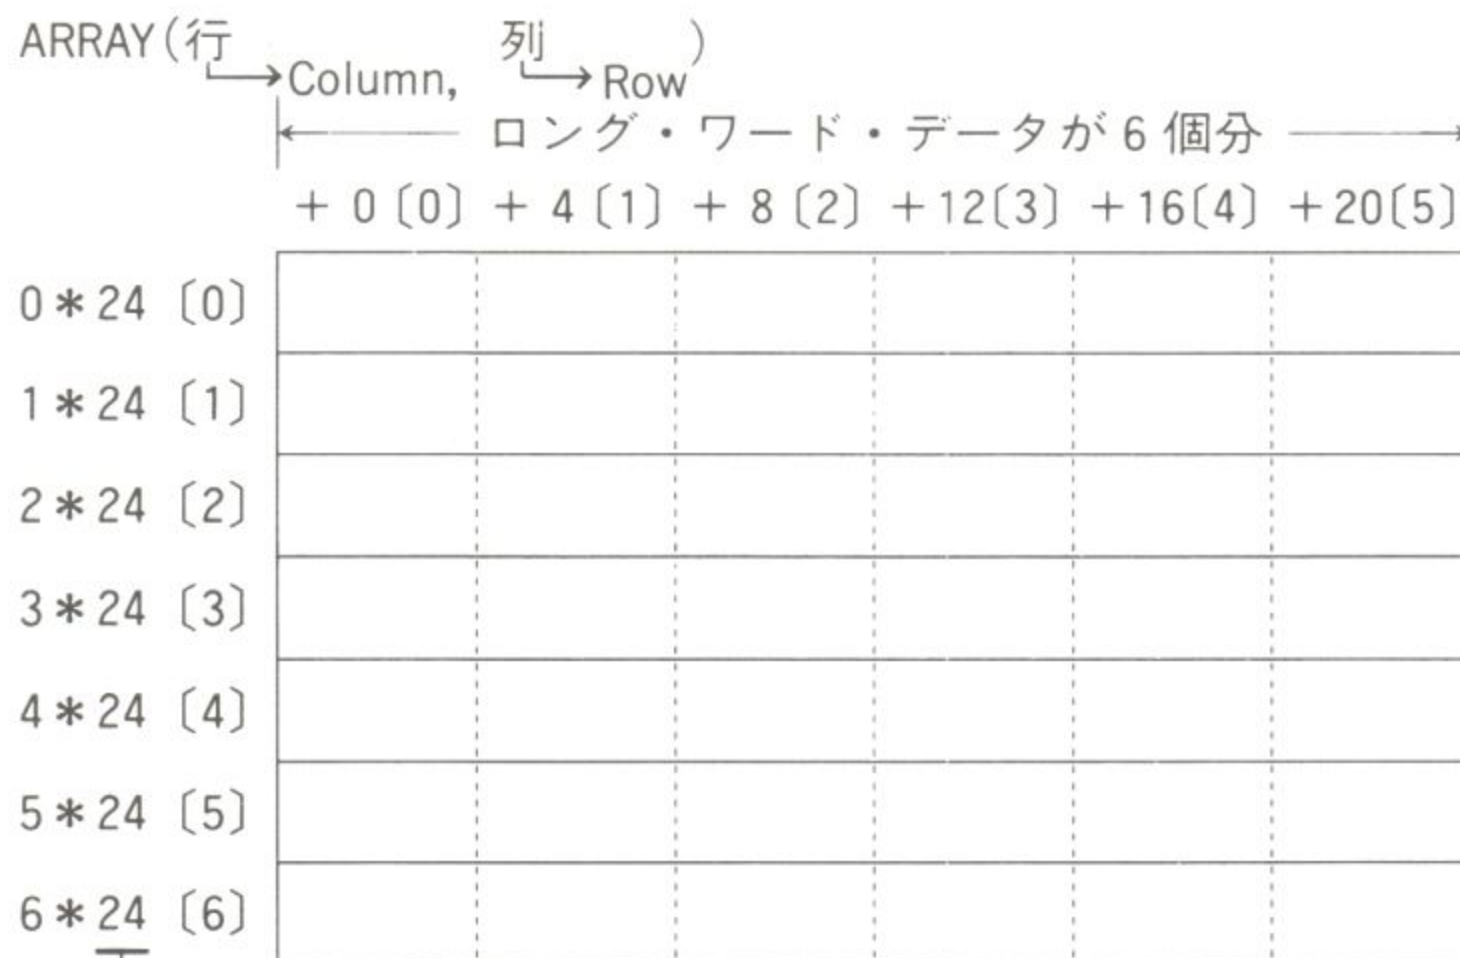 ARRAY(行 列)
Column, Row
ロング・ワード・データが6個分
+ 0〔0〕 + 4〔1〕 + 8〔2〕 +12〔3〕 +16〔4〕 +20〔5〕
0*24 〔0〕
1*24 〔1〕
2*24 〔2〕
3*24 〔3〕
4*24 〔4〕
5*24 〔5〕
6*24 〔6〕